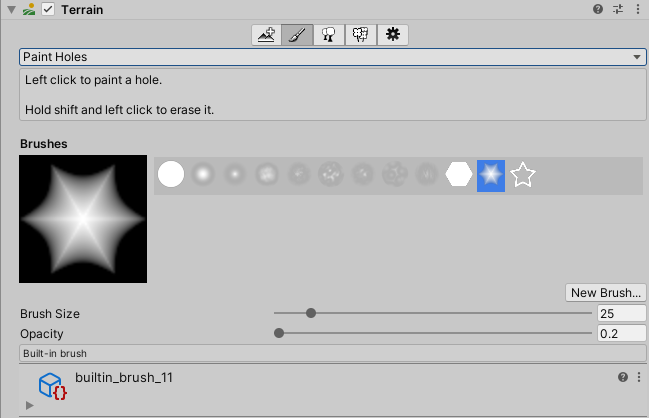 Terrain
Paint Holes
Left click to paint a hole.
Hold shift and left click to erase it.
Brushes
New Brush...
Brush Size 25
Opacity 0.2
Built-in brush
builtin_brush_11